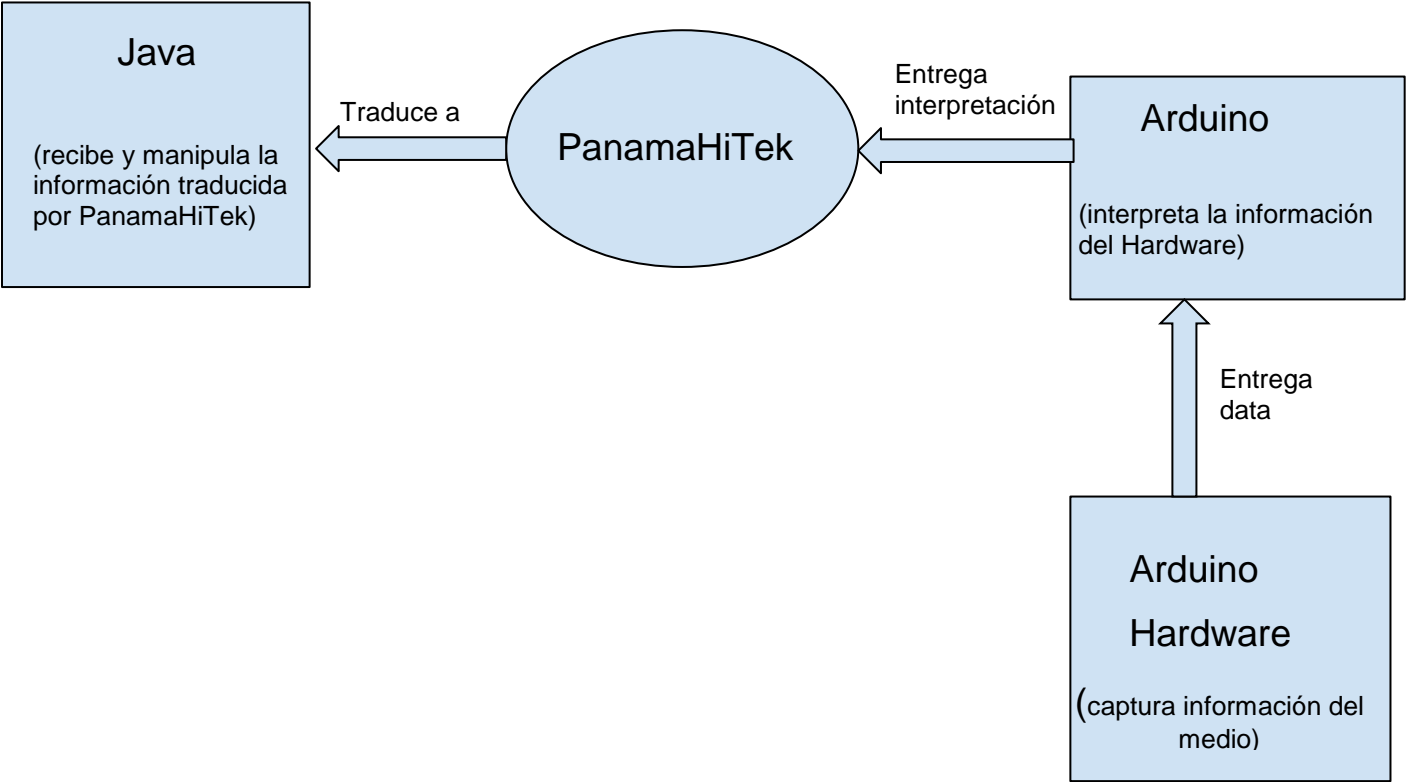 Java
(recibe y manipula la
información traducida
por PanamaHiTek)
Traduce a
PanamaHiTek
Entrega
interpretación
Arduino
(interpreta la información
del Hardware)
Entrega
data
Arduino
Hardware
(captura información del
medio)